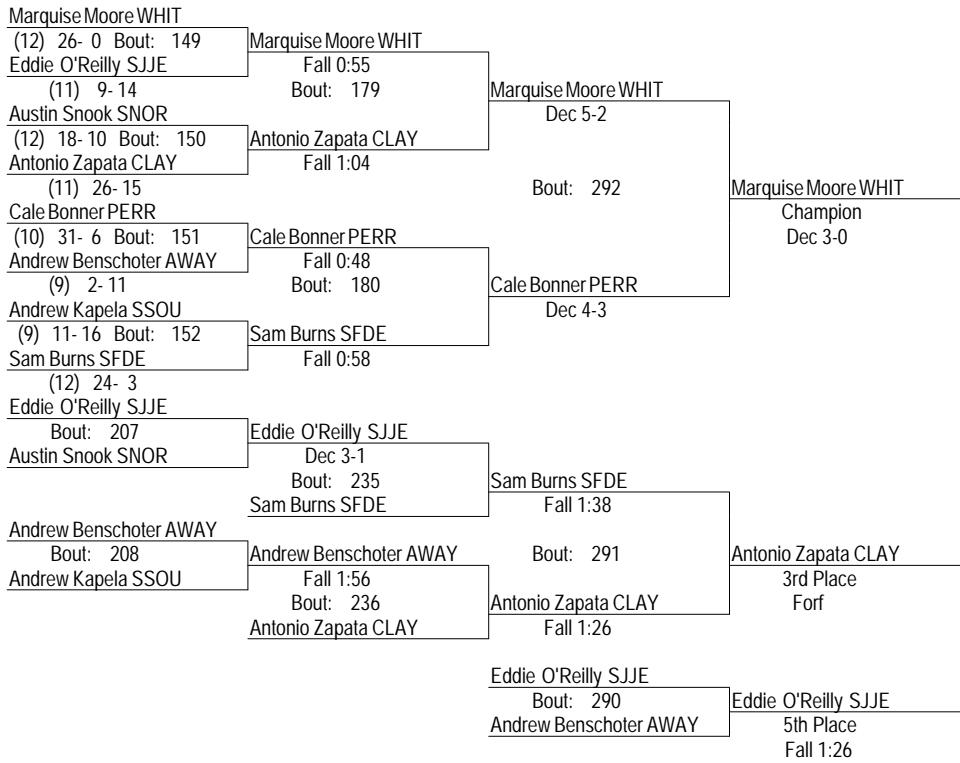 Marquise Moore WHIT
(12) 26- 0 Bout: 149 Marquise Moore WHIT
Eddie O'Reilly SJJE Fall 0:55
(11) 9- 14 Bout: 179 Marquise Moore WHIT
Austin Snook SNOR Dec 5-2
(12) 18- 10 Bout: 150 Antonio Zapata CLAY
Antonio Zapata CLAY Fall 1:04
(11) 26- 15 Bout: 292 Marquise Moore WHIT
Cale Bonner PERR Champion
(10) 31- 6 Bout: 151 Cale Bonner PERR Dec 3-0
Andrew Benschoter AWAY Fall 0:48
(9) 2- 11 Bout: 180 Cale Bonner PERR
Andrew Kapela SSOU Dec 4-3
(9) 11- 16 Bout: 152 Sam Burns SFDE
Sam Burns SFDE Fall 0:58
(12) 24- 3
Eddie O'Reilly SJJE
Bout: 207 Eddie O'Reilly SJJE
Austin Snook SNOR Dec 3-1
Bout: 235 Sam Burns SFDE
Sam Burns SFDE Fall 1:38
Andrew Benschoter AWAY
Bout: 208 Andrew Benschoter AWAY Bout: 291 Antonio Zapata CLAY
Andrew Kapela SSOU Fall 1:56 3rd Place
Bout: 236 Antonio Zapata CLAY Forf
Antonio Zapata CLAY Fall 1:26
Eddie O'Reilly SJJE
Bout: 290 Eddie O'Reilly SJJE
Andrew Benschoter AWAY 5th Place
Fall 1:26